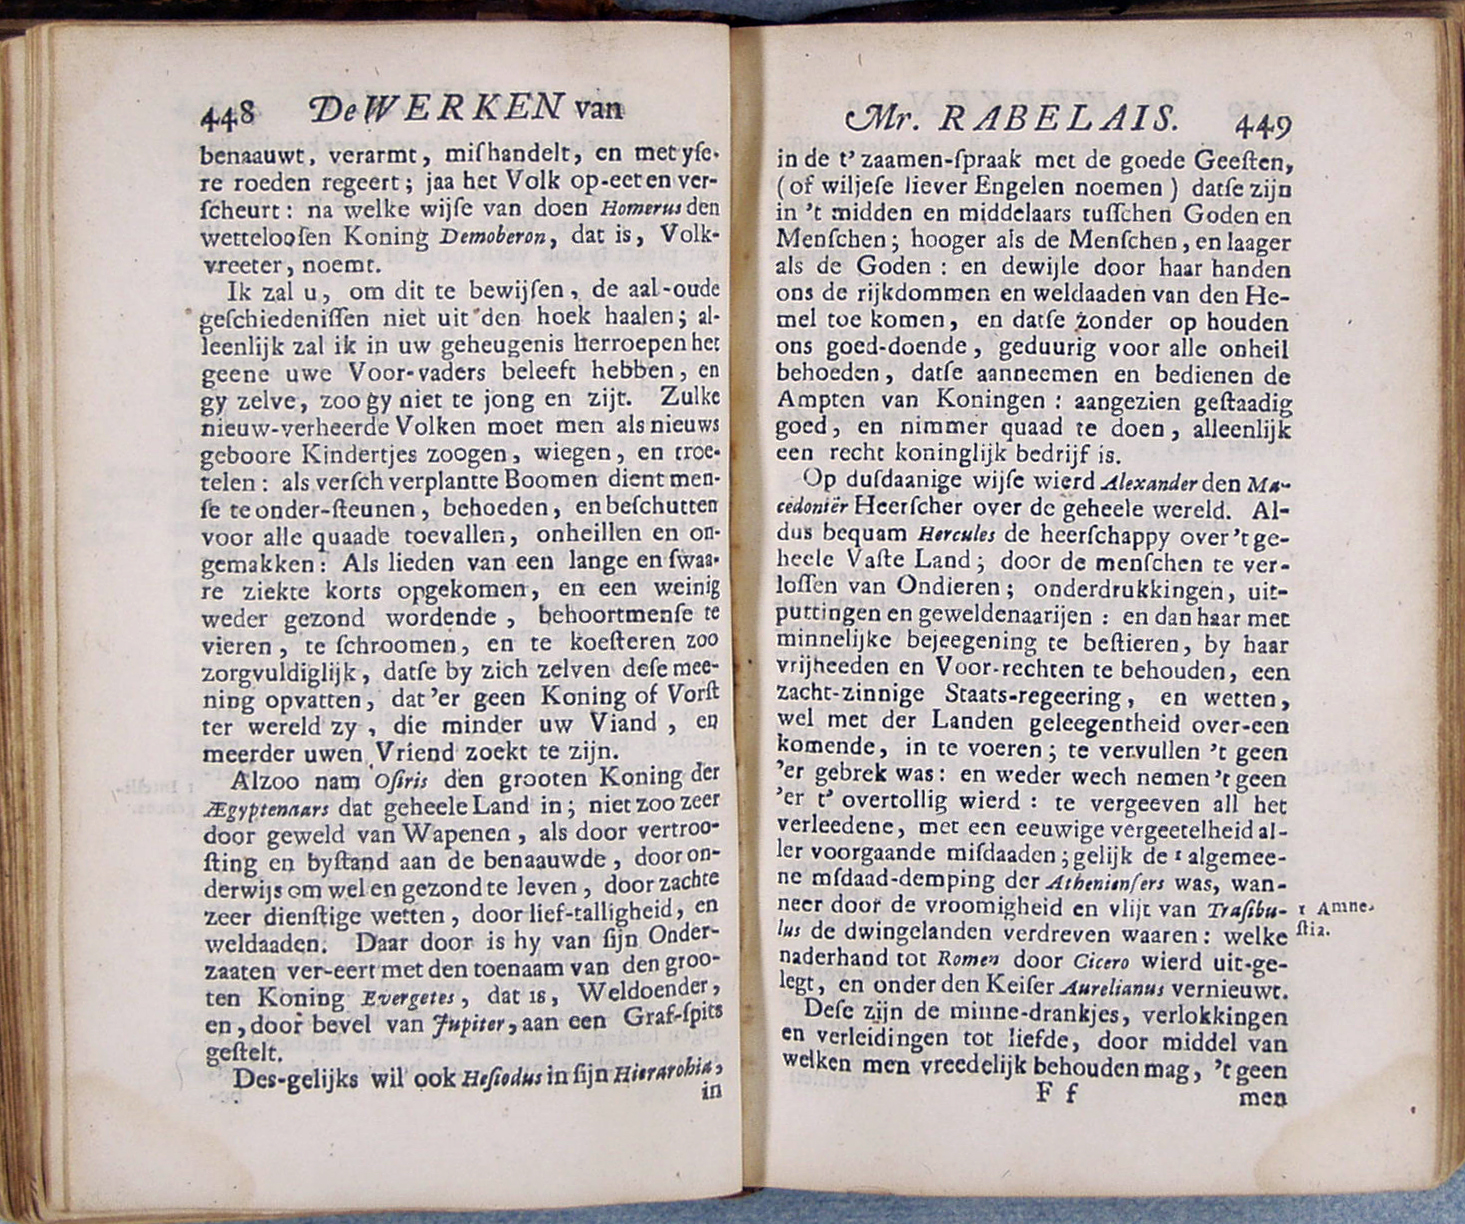 448 De WERKEN van
benaauwt, verarmt, miſhandelt, en met yſe-
re roeden regeert; jaa het Volk op-eet en ver-
ſcheurt: na welke wijſe van doen Homerus den
wettelooſen Koning Demoberon, dat is, Volk-
vreeter, noemt.
Ik zal u, om dit te bewijſen, de aal-oude
geſchiedeniſſen niet uit den hoek haalen; al-
leenlijk zal ik in uw geheugenis herroepen het
geene uwe Voor-vaders beleeft hebben, en
gy zelve, zoo gy niet te jong en zijt. Zulke
nieuw-verheerde Volken moet men als nieuws
geboore Kindertjes zoogen, wiegen, en troe-
telen: als verſch verplantte Boomen dient men-
ſe te onder-ſteunen, behoeden, en beſchutten
voor alle quaade toevallen, onheillen en on-
gemakken: Als lieden van een lange en ſwaa-
re ziekte korts opgekomen, en een weinig
weder gezond wordende, behoortmenſe te
vieren, te ſchroomen, en te koeſteren zoo
zorgvuldiglijk, datſe by zich zelven deſe mee-
ning opvatten, dat 'er geen Koning of Vorſt
ter wereld zy, die minder uw Viand, en
meerder uwen Vriend zoekt te zijn.
Alzoo nam Oſiris den grooten Koning der
Ægyptenaars dat geheele Land in; niet zoo zeer
door geweld van Wapenen, als door vertroo-
ſting en byſtand aan de benaauwde, door on-
derwijs om wel en gezond te leven, door zachte
zeer dienſtige wetten, door lief-talligheid, en
weldaaden. Daar door is hy van ſijn Onder-
zaaten ver-eert met den toenaam van den groo-
ten Koning Evergetes, dat is, Weldoender,
en, door bevel van Jupiter, aan een Graf-ſpits
geſtelt.
Des-gelijks wil ook Heſiodus in ſijn Hierarchia,
in
Mr. RABELAIS. 449
in de t' zaamen-ſpraak met de goede Geeſten,
(of wiljeſe liever Engelen noemen) datſe zijn
in 't midden en middelaars tuſſchen Goden en
Menſchen; hooger als de Menſchen, en laager
als de Goden: en dewijle door haar handen
ons de rijkdommen en weldaaden van den He-
mel toe komen, en datſe zonder op houden
ons goed-doende, geduurig voor alle onheil
behoeden, datſe aanneemen en bedienen de
Ampten van Koningen: aangezien geſtaadig
goed, en nimmer quaad te doen, alleenlijk
een recht koninglijk bedrijf is.
Op dusdaanige wijſe wierd Alexander den Ma-
cedoniër Heerſcher over de geheele wereld. Al-
dus bequam Hercules de heerſchappy over 't ge-
heele Vaſte Land; door de menſchen te ver-
loſſen van Ondieren; onderdrukkingen, uit-
puttingen en geweldenaarijen: en dan haar met
minnelijke bejeegening te beſtieren, by haar
vrijheeden en Voor-rechten te behouden, een
zacht-zinnige Staats-regeering, en wetten,
wel met der Landen geleegentheid over-een
komende, in te voeren; te vervullen 't geen
'er gebrek was: en weder wech nemen 't geen
'er t' overtollig wierd: te vergeeven all het
verleedene, met een eeuwige vergeetelheid al-
ler voorgaande miſdaaden; gelijk de 1 algemee-
ne mſdaad-demping der Athenienſers was, wan-
neer door de vroomigheid en vlijt van Traſibu-
lus de dwingelanden verdreven waaren: welke
naderhand tot Romen door Cicero wierd uit-ge-
legt, en onder den Keiſer Aurelianus vernieuwt.
Deſe zijn de minne-drankjes, verlokkingen
en verleidingen tot liefde, door middel van
welken men vreedelijk behouden mag, 't geen
F f men
1 Amne-
ſtia.